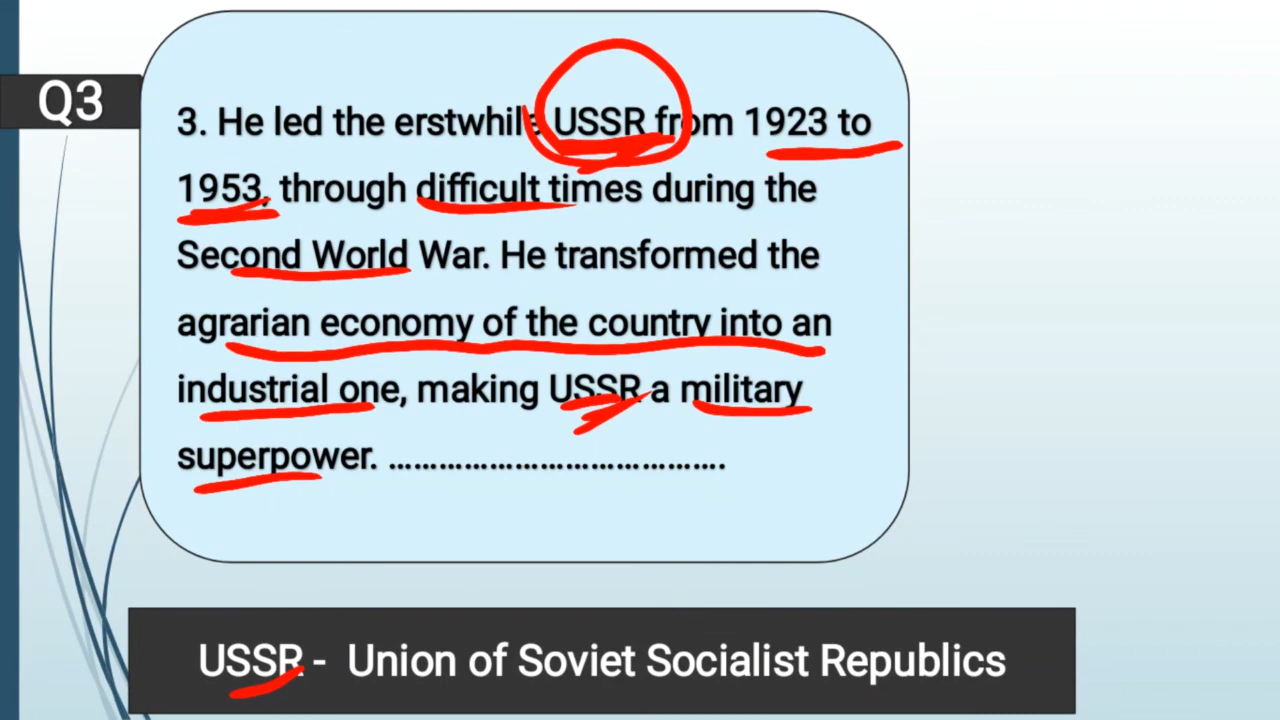 Q3
3. He led the erstwhile USSR from 1923 to
1953, through difficult times during the
Second World War. He transformed the
agrarian economy of the country into an
industrial one, making USSR a military
superpower. ......................................
USSR - Union of Soviet Socialist Republics